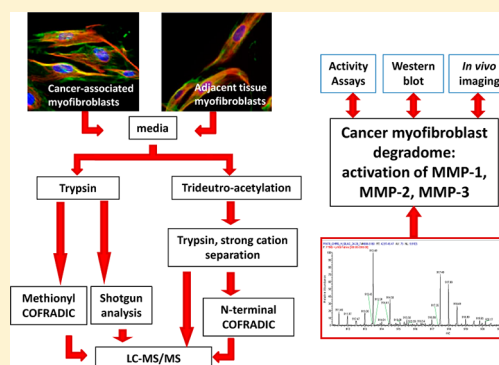 Cancer-associated
myofibroblasts
Adjacent tissue
myofibroblasts
media
Trypsin
Trideutro-acetylation
Trypsin, strong cation
separation
Methionyl
COFRADIC
Shotgun
analysis
N-terminal
COFRADIC
LC-MS/MS
Activity
Assays
Western
blot
In vivo
imaging
Cancer myofibroblast
degradome:
activation of MMP-1,
MMP-2, MMP-3